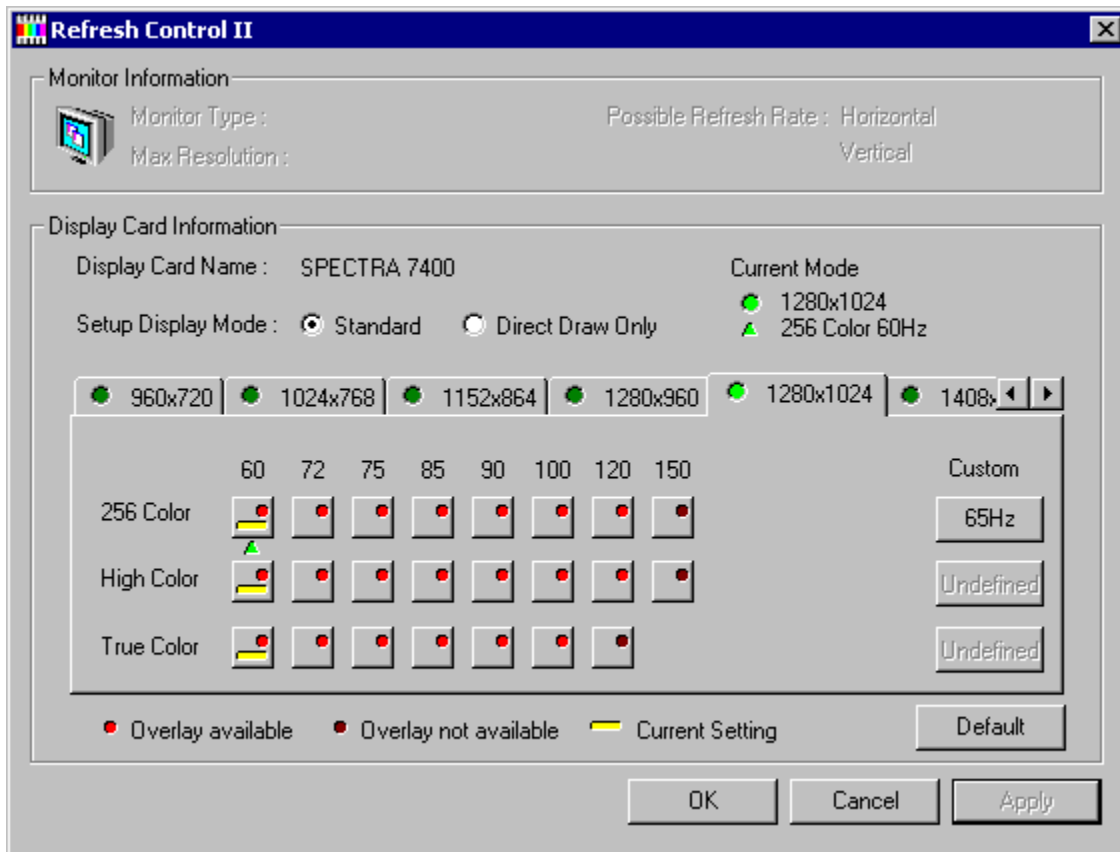 Refresh Control II
Monitor Information
Monitor Type :
Possible Refresh Rate : Horizontal
Max Resolution :
Vertical
Display Card Information
Display Card Name : SPECTRA 7400
Current Mode
1280x1024
Setup Display Mode : Standard Direct Draw Only
256 Color 60Hz
960x720 1024x768 1152x864 1280x960 1280x1024 1408x
60 72 75 85 90 100 120 150 Custom
256 Color 65Hz
High Color Undefined
True Color Undefined
Overlay available Overlay not available Current Setting Default
OK Cancel Apply